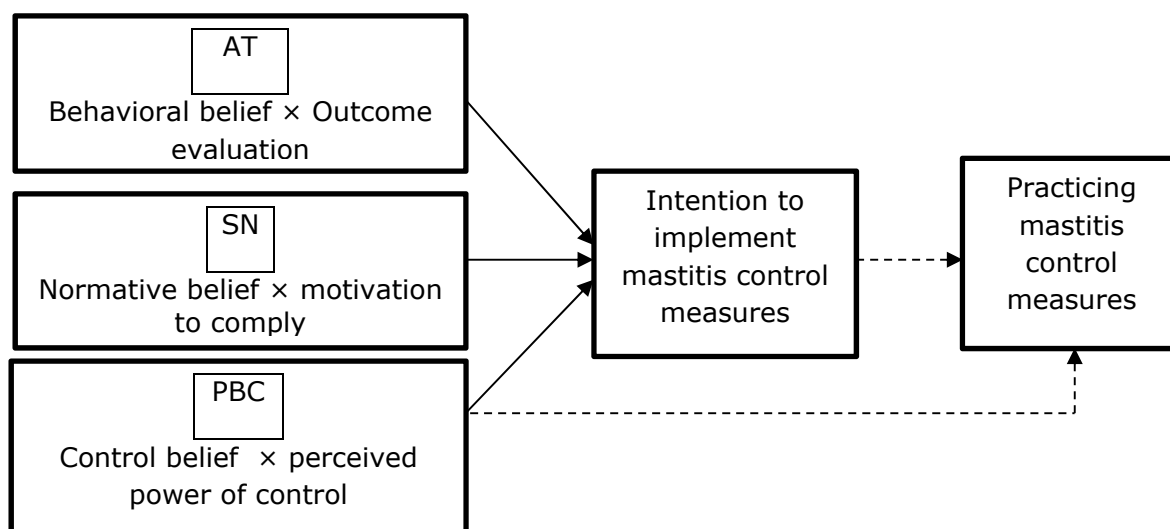 AT
Behavioral belief × Outcome
evaluation
SN
Normative belief × motivation
to comply
PBC
Control belief × perceived
power of control
Intention to
implement
mastitis control
measures
Practicing
mastitis
control
measures